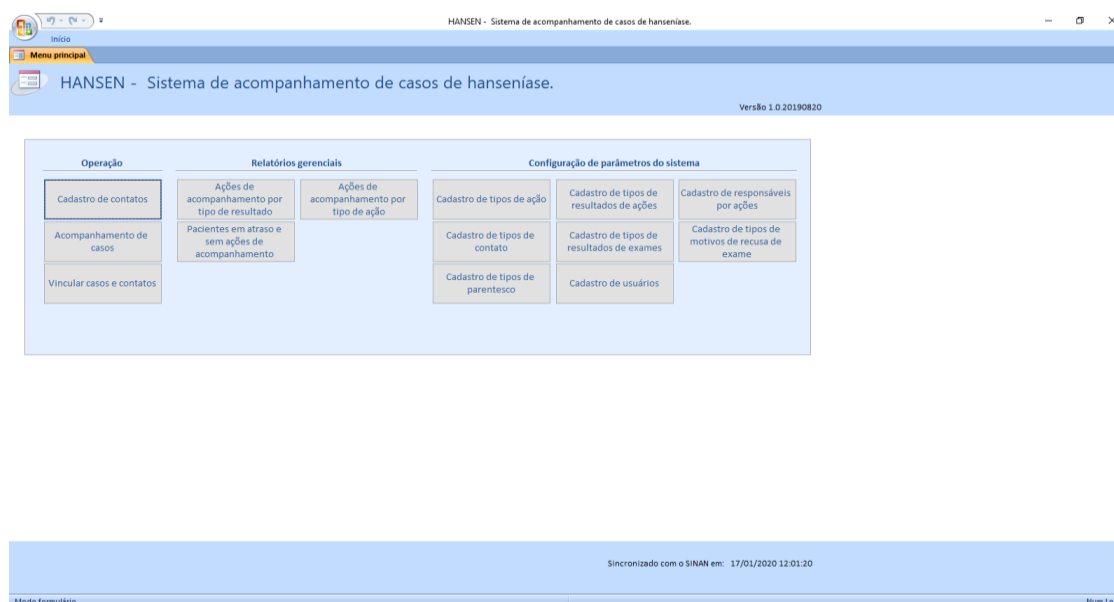 HANSEN - Sistema de acompanhamento de casos de hanseníase.
Início
Menu principal
HANSEN - Sistema de acompanhamento de casos de hanseníase.
Versão 1.0.20190820
Operação
Relatórios gerenciais
Configuração de parâmetros do sistema
Cadastro de contatos
Ações de
acompanhamento por
tipo de resultado
Ações de
acompanhamento por
tipo de ação
Cadastro de tipos de ação
Cadastro de tipos de
resultados de ações
Cadastro de responsáveis
por ações
Acompanhamento de
casos
Pacientes em atraso e
sem ações de
acompanhamento
Cadastro de tipos de
contato
Cadastro de tipos de
resultados de exames
Cadastro de tipos de
motivos de recusa de
exame
Vincular casos e contatos
Cadastro de tipos de
parentesco
Cadastro de usuários
Sincronizado com o SINAN em: 17/01/2020 12:01:20
Modo formulário
Num Lo